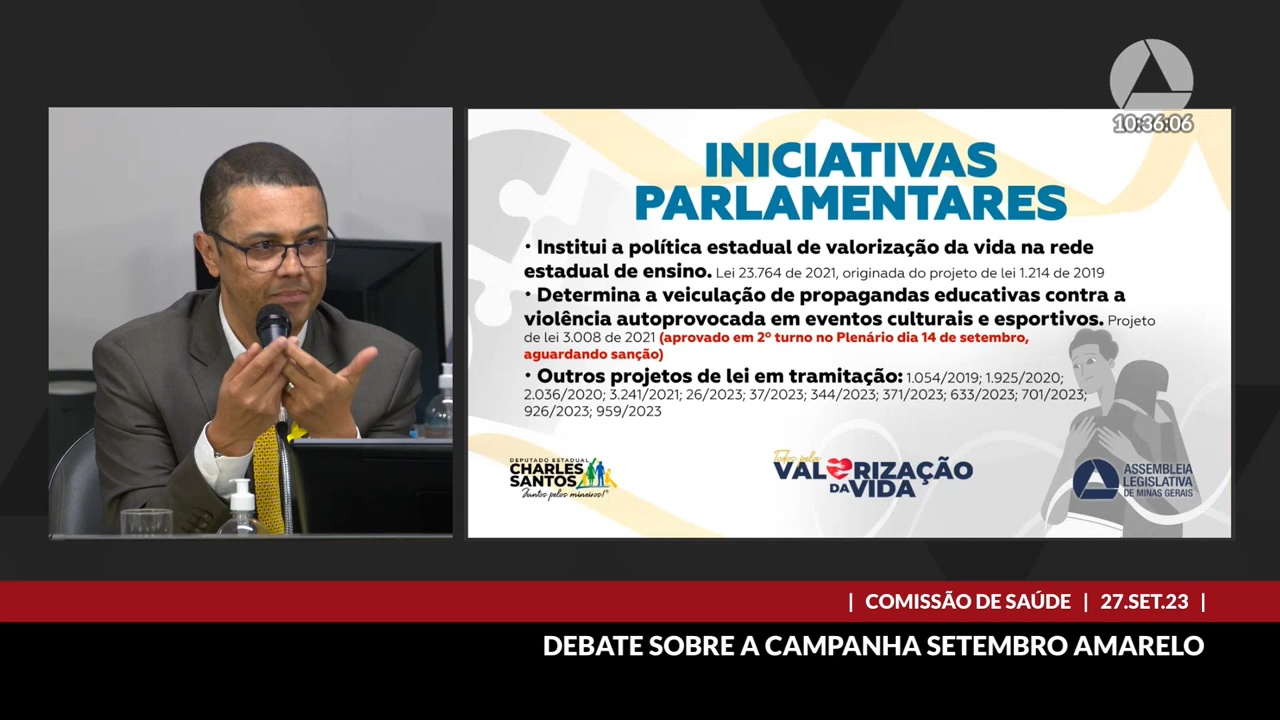 10:36:06
INICIATIVAS
PARLAMENTARES
• Institui a política estadual de valorização da vida na rede
estadual de ensino. Lei 23.764 de 2021, originada do projeto de lei 1.214 de 2019
• Determina a veiculação de propagandas educativas contra a
violência autoprovocada em eventos culturais e esportivos. Projeto
de lei 3.008 de 2021 (aprovado em 2º turno no Plenário dia 14 de setembro,
aguardando sanção)
• Outros projetos de lei em tramitação: 1.054/2019; 1.925/2020;
2.036/2020; 3.241/2021; 26/2023; 37/2023; 344/2023; 371/2023; 633/2023; 701/2023;
926/2023; 959/2023
DEPUTADO ESTADUAL
CHARLES
SANTOS
Juntos pelos mineiros!
Todos pela
VALORIZAÇÃO
DA VIDA
ASSEMBLEIA
LEGISLATIVA
DE MINAS GERAIS
| COMISSÃO DE SAÚDE | 27.SET.23 |
DEBATE SOBRE A CAMPANHA SETEMBRO AMARELO